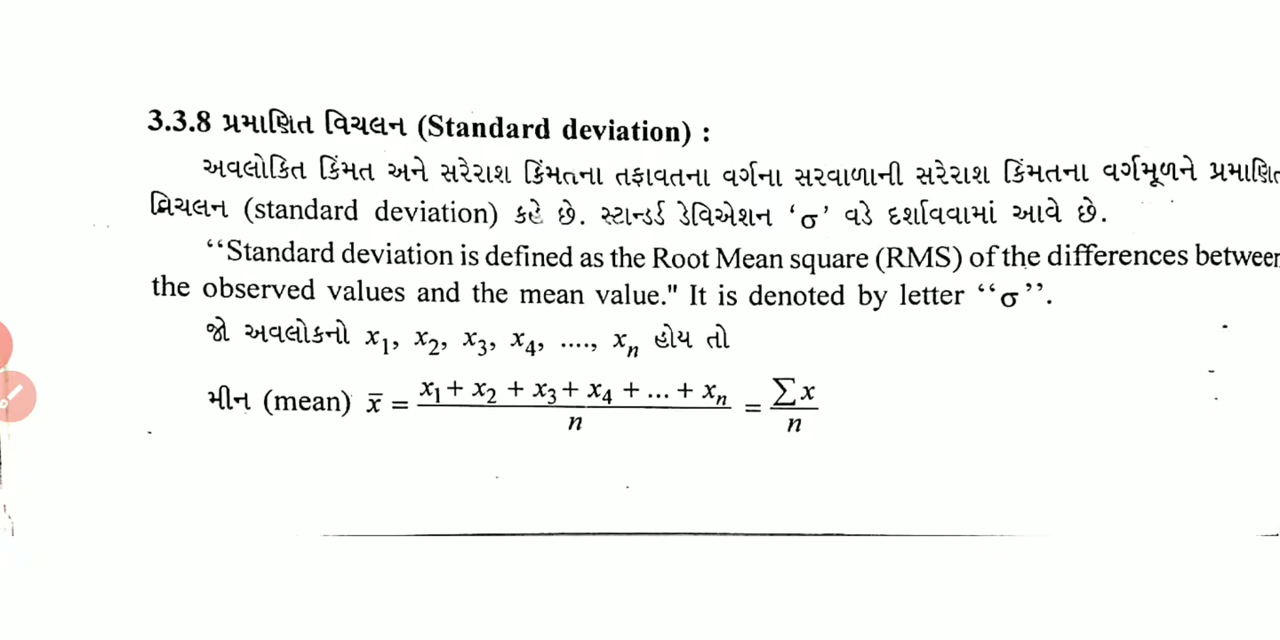 3.3.8 પ્રમાણિત વિચલન (Standard deviation) :
અવલોકિત કિંમત અને સરેરાશ કિંમતના તફાવતના વર્ગના સરવાળાની સરેરાશ કિંમતના વર્ગમૂળને પ્રમાણિત
વિચલન (standard deviation) કહે છે. સ્ટાન્ડર્ડ ડેવિએશન ‘σ’ વડે દર્શાવવામાં આવે છે.
‘‘Standard deviation is defined as the Root Mean square (RMS) of the differences between
the observed values and the mean value." It is denoted by letter ‘‘σ’’.
જો અવલોકનો x₁, x₂, x₃, x₄, ...., xₙ હોય તો
મીન (mean) x̄ = (x₁ + x₂ + x₃ + x₄ + ... + xₙ)/n = ∑x/n